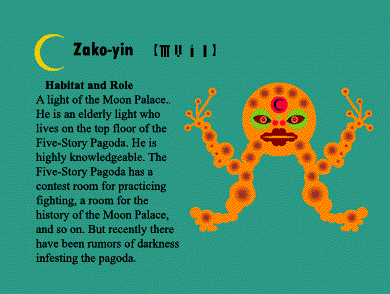 Zako-yin
Habitat and Role
A light of the Moon Palace..
He is an elderly light who
lives on the top floor of the
Five-Story Pagoda. He is
highly knowledgeable. The
Five-Story Pagoda has a
contest room for practicing
fighting, a room for the
history of the Moon Palace,
and so on. But recently there
have been rumors of darkness
infesting the pagoda.